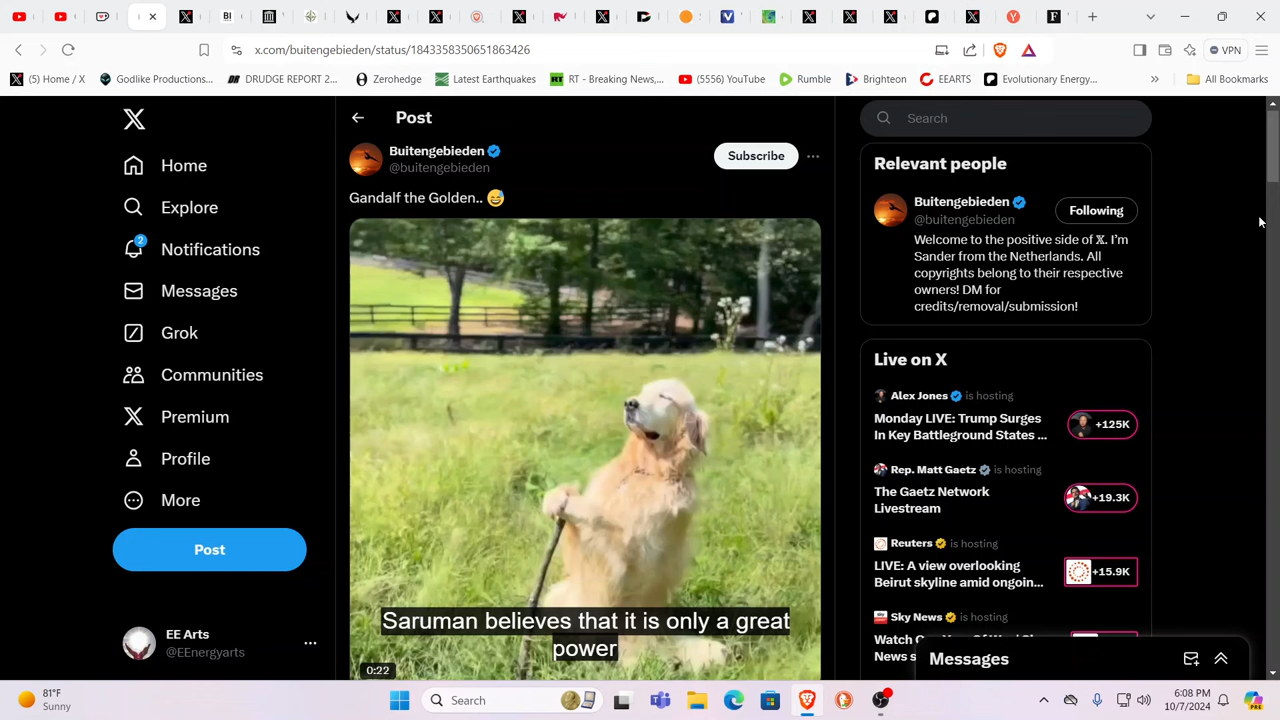 x.com/buitengebieden/status/1843358350651863426
VPN
(5) Home / X
Godlike Productions...
DRUDGE REPORT 2...
Zerohedge
Latest Earthquakes
RT - Breaking News,...
(5556) YouTube
Rumble
Brighteon
EEARTS
Evolutionary Energy...
»
All Bookmarks
Home
Explore
2
Notifications
Messages
Grok
Communities
Premium
Profile
More
Post
EE Arts
@EEnergyarts
Post
Buitengebieden
@buitengebieden
Subscribe
Gandalf the Golden.. 😅
Saruman believes that it is only a great
power
0:22
Search
Relevant people
Buitengebieden
@buitengebieden
Following
Welcome to the positive side of 𝕏. I'm
Sander from the Netherlands. All
copyrights belong to their respective
owners! DM for
credits/removal/submission!
Live on X
Alex Jones is hosting
Monday LIVE: Trump Surges
In Key Battleground States ...
+125K
Rep. Matt Gaetz is hosting
The Gaetz Network
Livestream
+19.3K
Reuters is hosting
LIVE: A view overlooking
Beirut skyline amid ongoin...
+15.9K
Sky News is hosting
Messages
81°F
Sunny
Search
6:08 PM
10/7/2024